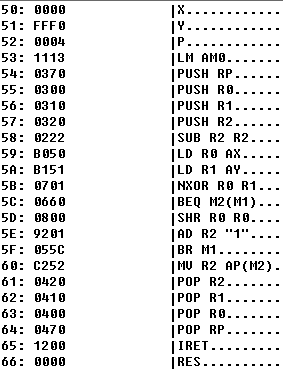 50: 0000 |X.............
51: FFF0 |Y.............
52: 0004 |P.............
53: 1113 |LM AM0........
54: 0370 |PUSH RP.......
55: 0300 |PUSH R0.......
56: 0310 |PUSH R1.......
57: 0320 |PUSH R2.......
58: 0222 |SUB R2 R2.....
59: B050 |LD R0 AX......
5A: B151 |LD R1 AY......
5B: 0701 |NXOR R0 R1....
5C: 0660 |BEQ M2(M1)....
5D: 0800 |SHR R0 R0.....
5E: 9201 |AD R2 "1".....
5F: 055C |BR M1.........
60: C252 |MV R2 AP(M2)..
61: 0420 |POP R2........
62: 0410 |POP R1........
63: 0400 |POP R0........
64: 0470 |POP RP........
65: 1200 |IRET..........
66: 0000 |RES...........